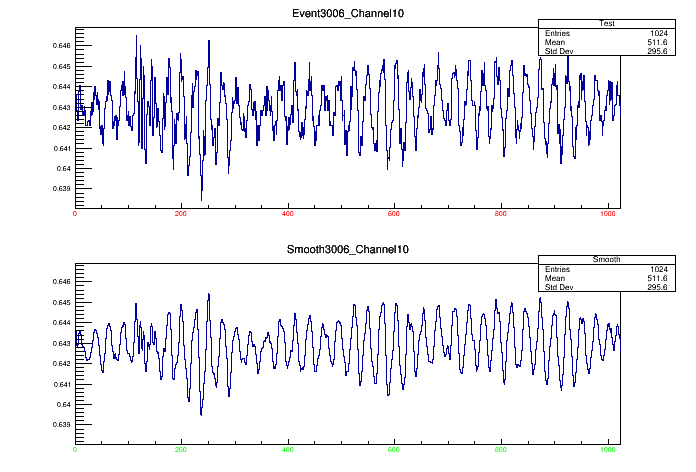 Event3006_Channel10
Test
Entries 1024
Mean 511.6
Std Dev 295.6
0.646
0.645
0.644
0.643
0.642
0.641
0.64
0.639
0 200 400 600 800 1000
Smooth3006_Channel10
Smooth
Entries 1024
Mean 511.6
Std Dev 295.6
0.646
0.645
0.644
0.643
0.642
0.641
0.64
0.639
0 200 400 600 800 1000